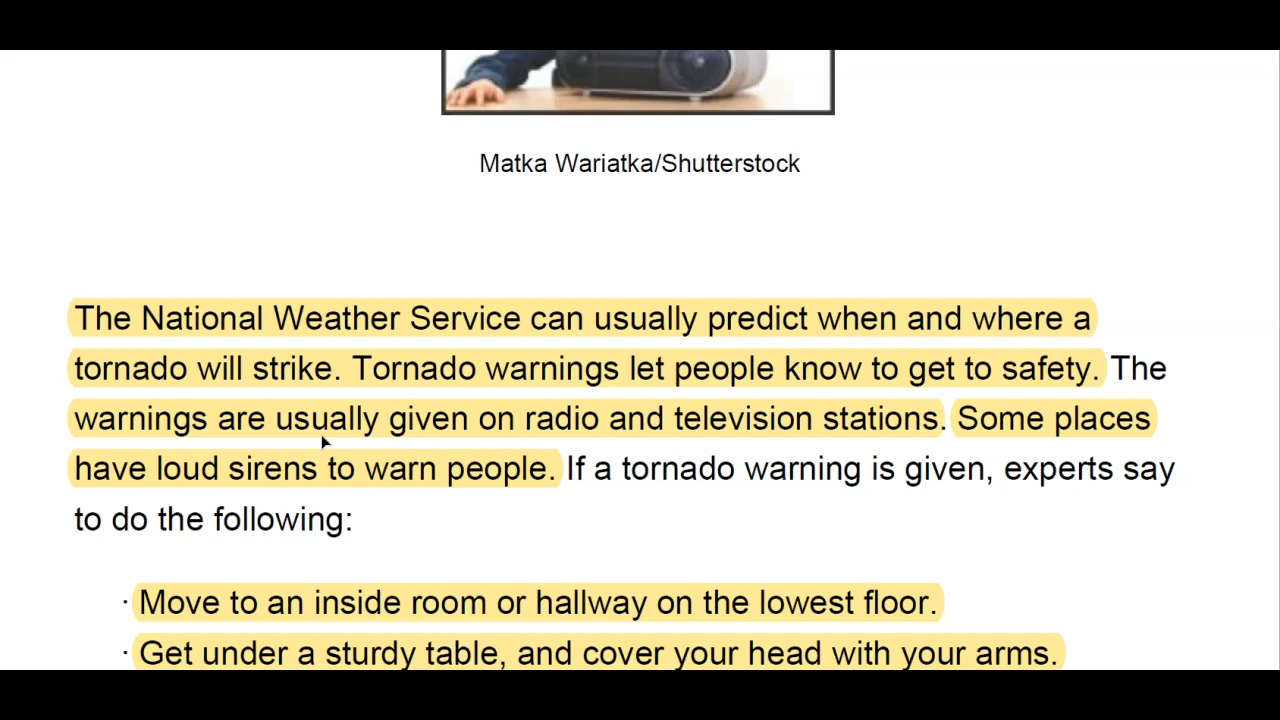 Matka Wariatka/Shutterstock
The National Weather Service can usually predict when and where a
tornado will strike. Tornado warnings let people know to get to safety. The
warnings are usually given on radio and television stations. Some places
have loud sirens to warn people. If a tornado warning is given, experts say
to do the following:
· Move to an inside room or hallway on the lowest floor.
· Get under a sturdy table, and cover your head with your arms.